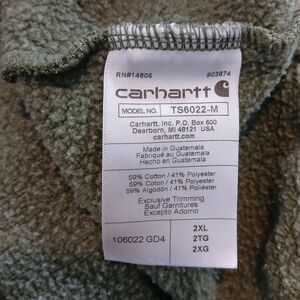 RN#14806 903874
carhartt
MODEL NO. TS6022-M
Carhartt, Inc. P.O. Box 600
Dearborn, MI 48121 USA
carhartt.com
Made in Guatemala
Fabriqué au Guatemala
Hecho en Guatemala
59% Cotton / 41% Polyester
59% Coton / 41% Polyester
59% Algodón / 41% Poliéster
Exclusive Trimming
Sauf Garnitures
Excepto Adorno
106022 GD4
2XL
2TG
2XG